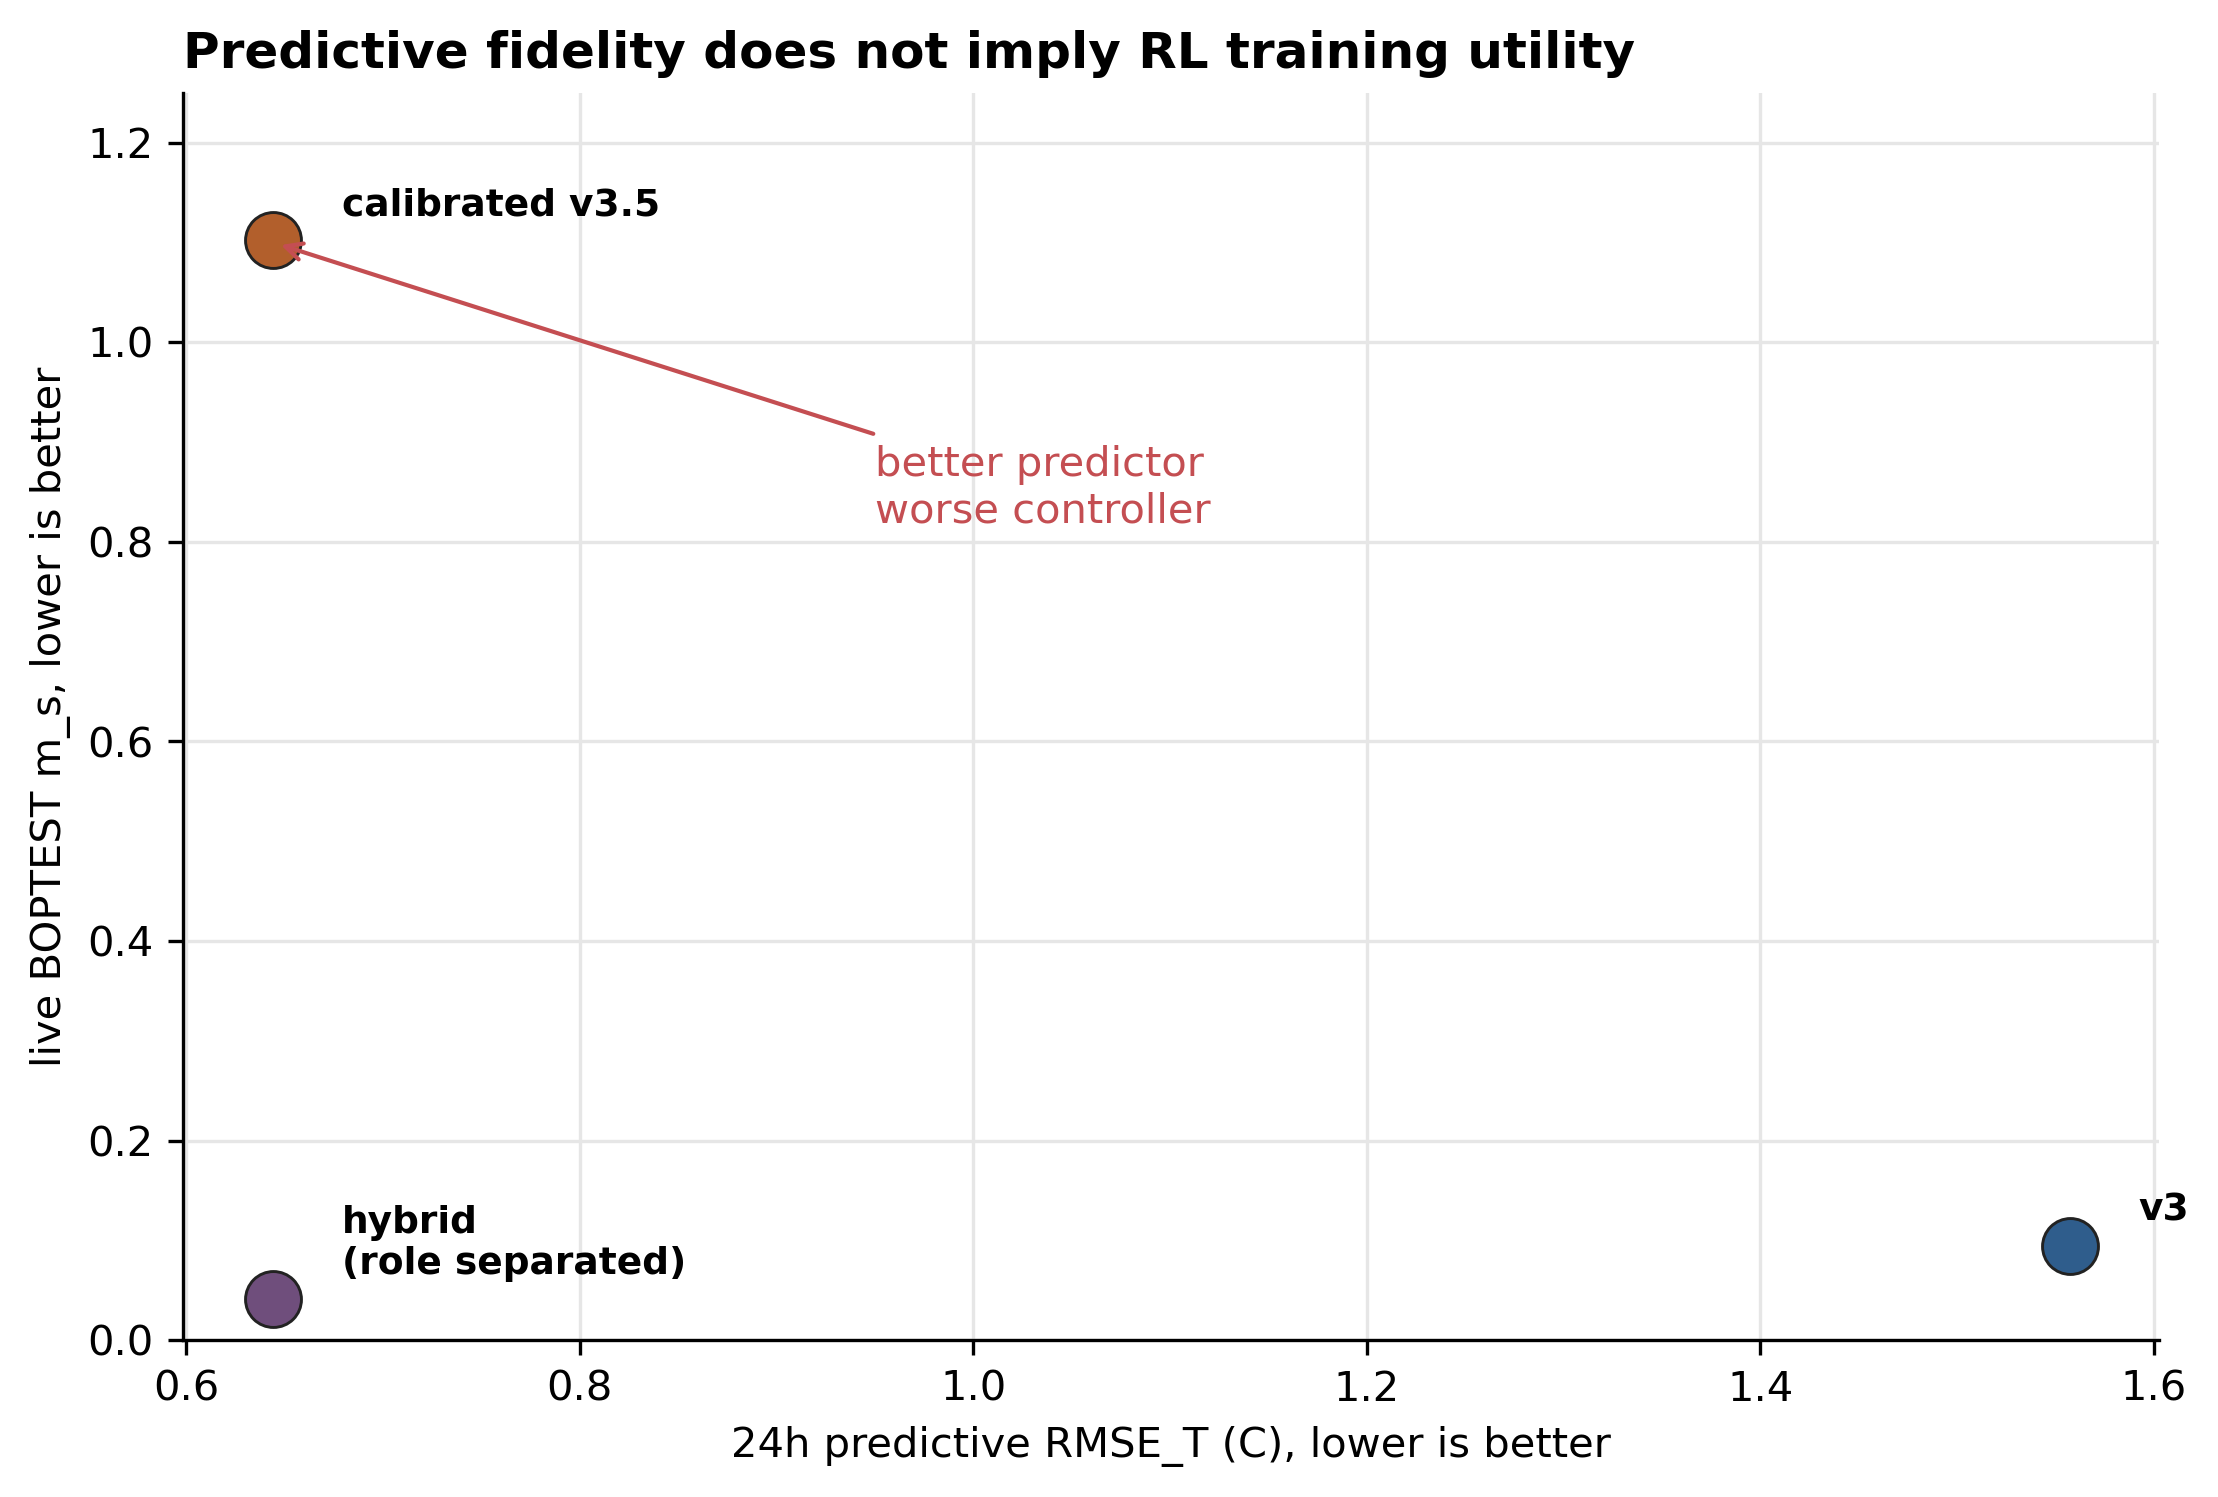 Predictive fidelity does not imply RL training utility
1.2
1.0
0.8
0.6
0.4
0.2
0.0
live BOPTEST m_s, lower is better
calibrated v3.5
better predictor
worse controller
hybrid
(role separated)
v3
0.6 0.8 1.0 1.2 1.4 1.6
24h predictive RMSE_T (C), lower is better